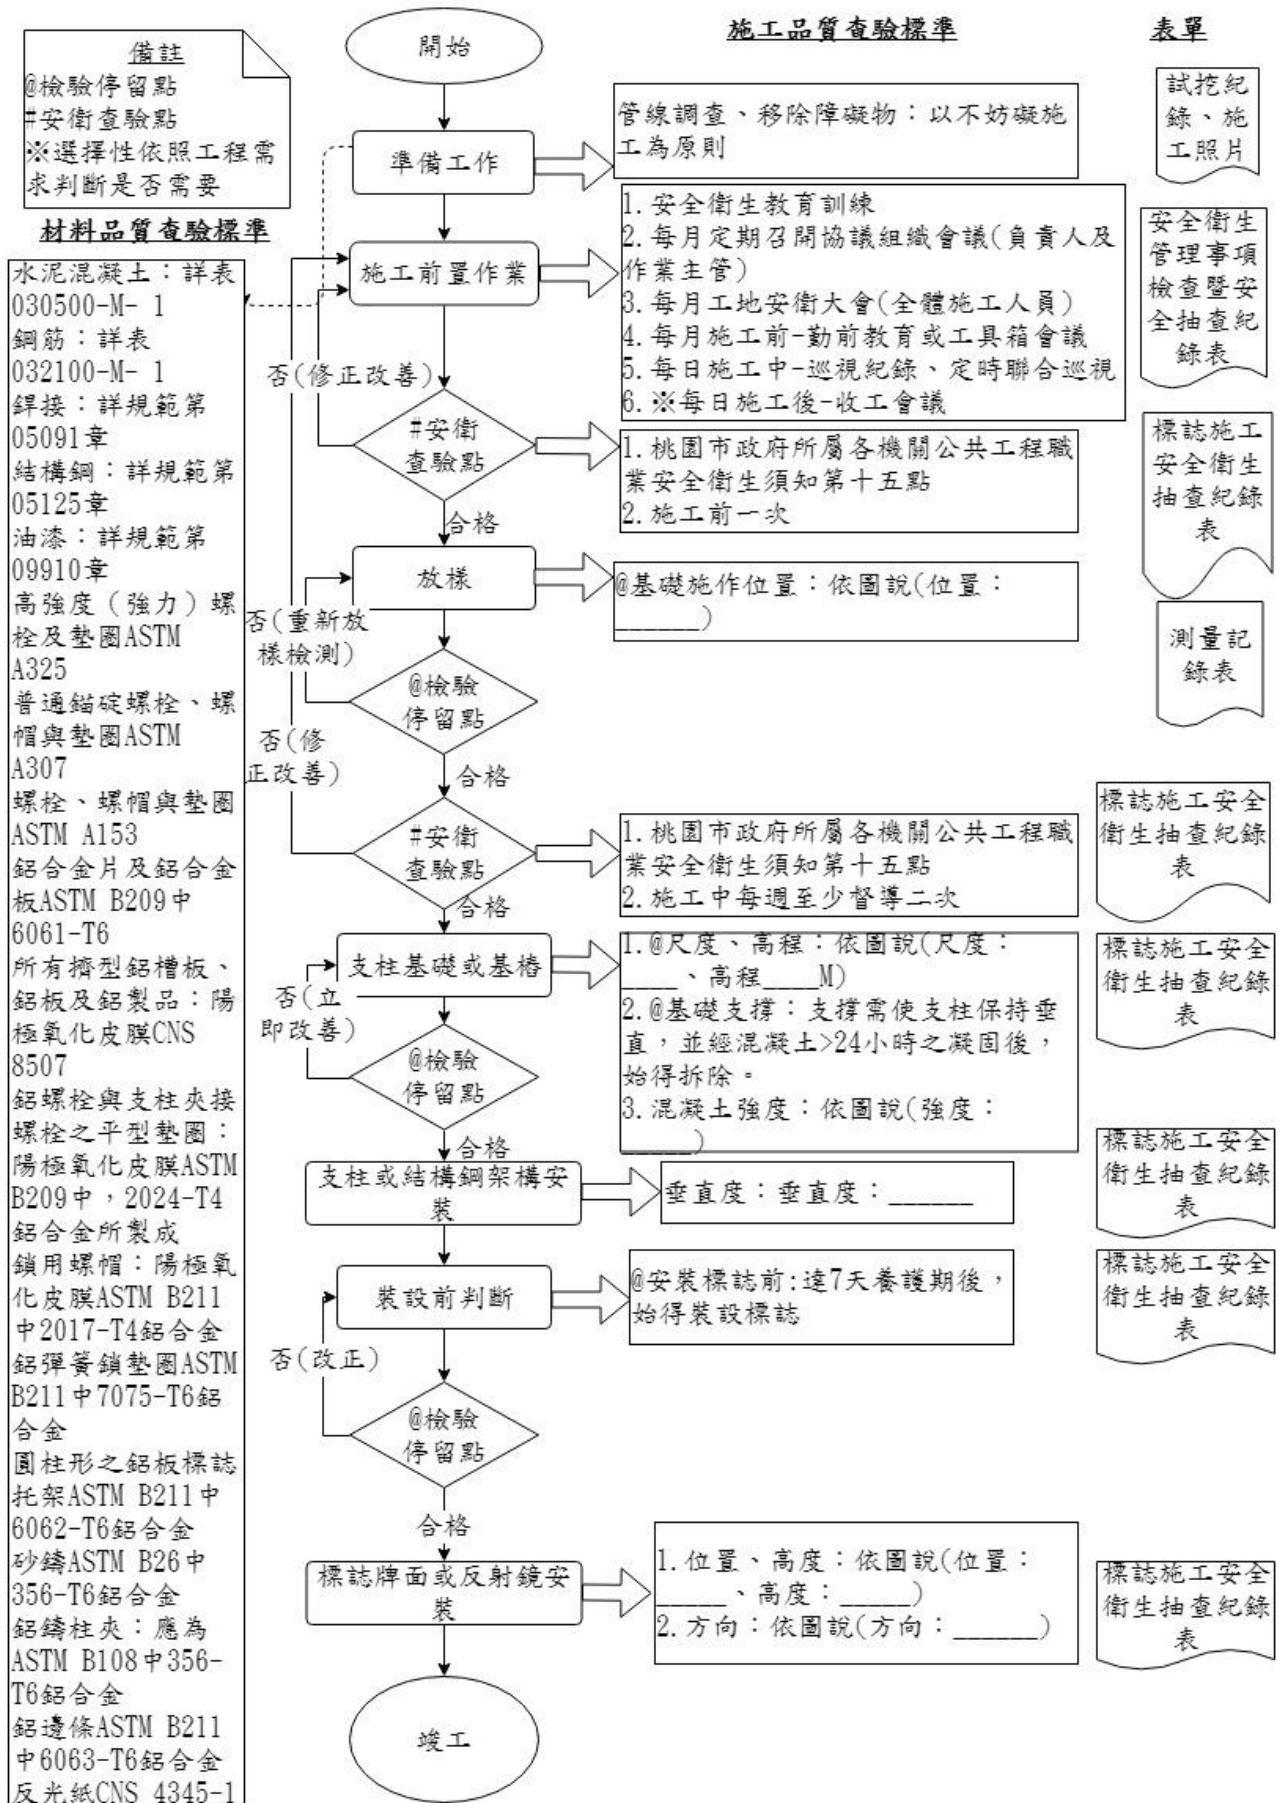 備註
@檢驗停留點
#安衛查驗點
※選擇性依照工程需
求判斷是否需要
材料品質查驗標準
水泥混凝土：詳表
030500-M- 1
鋼筋：詳表
032100-M- 1
銲接：詳規範第
05091章
結構鋼：詳規範第
05125章
油漆：詳規範第
09910章
高強度（強力）螺
栓及墊圈ASTM
A325
普通錨碇螺栓、螺
帽與墊圈ASTM
A307
螺栓、螺帽與墊圈
ASTM A153
鋁合金片及鋁合金
板ASTM B209中
6061-T6
所有擠型鋁槽板、
鋁板及鋁製品：陽
極氧化皮膜CNS
8507
鋁螺栓與支柱夾接
螺栓之平型墊圈：
陽極氧化皮膜ASTM
B209中，2024-T4
鋁合金所製成
鎖用螺帽：陽極氧
化皮膜ASTM B211
中2017-T4鋁合金
鋁彈簧鎖墊圈ASTM
B211中7075-T6鋁
合金
圓柱形之鋁板標誌
托架ASTM B211中
6062-T6鋁合金
砂鑄ASTM B26中
356-T6鋁合金
鋁鑄柱夾：應為
ASTM B108中356-
T6鋁合金
鋁邊條ASTM B211
中6063-T6鋁合金
反光紙CNS 4345-1
開始
準備工作
施工前置作業
否(修正改善)
#安衛
查驗點
合格
放樣
否(重新放
樣檢測)
@檢驗
停留點
否(修
正改善)
合格
#安衛
查驗點
合格
支柱基礎或基樁
否(立
即改善)
@檢驗
停留點
合格
支柱或結構鋼架構安
裝
裝設前判斷
否(改正)
@檢驗
停留點
合格
標誌牌面或反射鏡安
裝
竣工
施工品質查驗標準
管線調查、移除障礙物：以不妨礙施
工為原則
1.安全衛生教育訓練
2.每月定期召開協議組織會議(負責人及
作業主管)
3.每月工地安衛大會(全體施工人員)
4.每月施工前-勤前教育或工具箱會議
5.每日施工中-巡視紀錄、定時聯合巡視
6.※每日施工後-收工會議
1.桃園市政府所屬各機關公共工程職
業安全衛生須知第十五點
2.施工前一次
@基礎施作位置：依圖說(位置：
______)
1.桃園市政府所屬各機關公共工程職
業安全衛生須知第十五點
2.施工中每週至少督導二次
1.@尺度、高程：依圖說(尺度：
____、高程____M)
2.@基礎支撐：支撐需使支柱保持垂
直，並經混凝土>24小時之凝固後，
始得拆除。
3.混凝土強度：依圖說(強度：
_____)
垂直度：垂直度：______
@安裝標誌前:達7天養護期後，
始得裝設標誌
1.位置、高度：依圖說(位置：
_____、高度：_____)
2.方向：依圖說(方向：______)
表單
試挖紀
錄、施
工照片
安全衛生
管理事項
檢查暨安
全抽查紀
錄表
標誌施工
安全衛生
抽查紀錄
表
測量記
錄表
標誌施工安全
衛生抽查紀錄
表
標誌施工安全
衛生抽查紀錄
表
標誌施工安全
衛生抽查紀錄
表
標誌施工安全
衛生抽查紀錄
表
標誌施工安全
衛生抽查紀錄
表